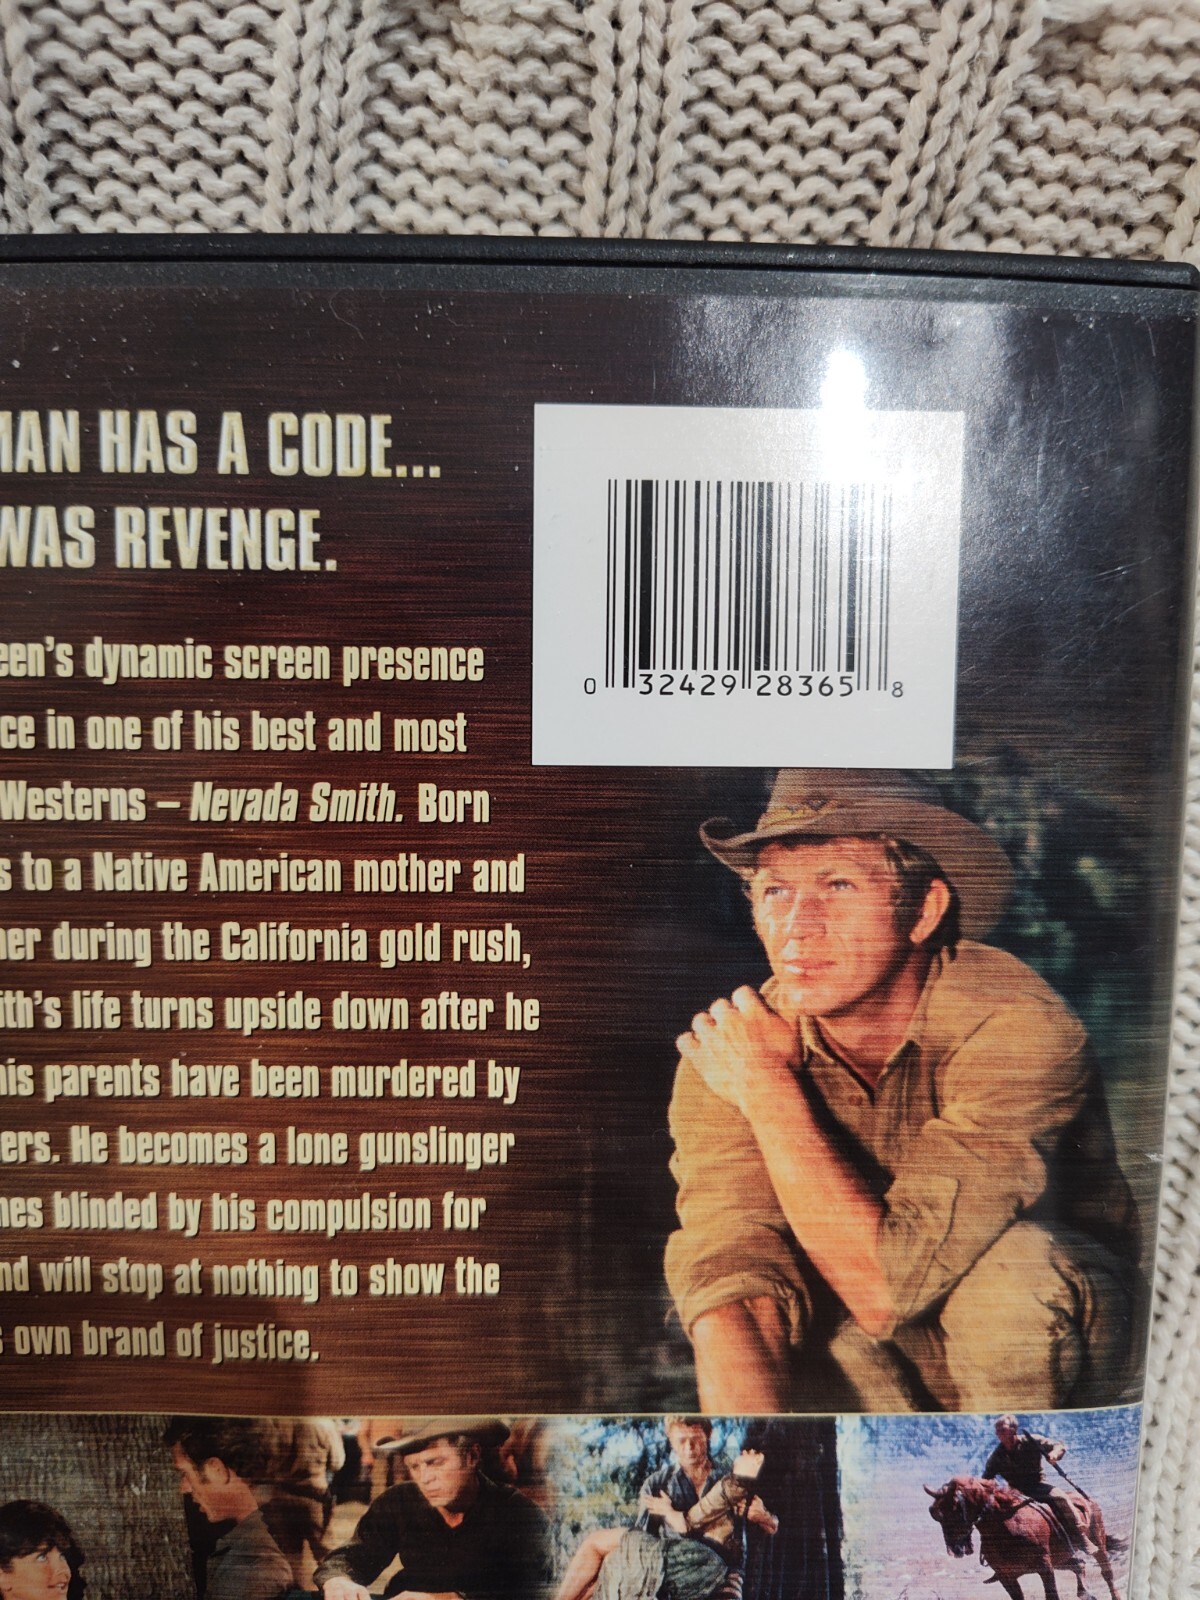 MAN HAS A CODE...
WAS REVENGE.
een's dynamic screen presence
ce in one of his best and most
Westerns – Nevada Smith. Born
s to a Native American mother and
her during the California gold rush,
ith's life turns upside down after he
his parents have been murdered by
ers. He becomes a lone gunslinger
mes blinded by his compulsion for
nd will stop at nothing to show the
s own brand of justice.
0 32429 28365 8